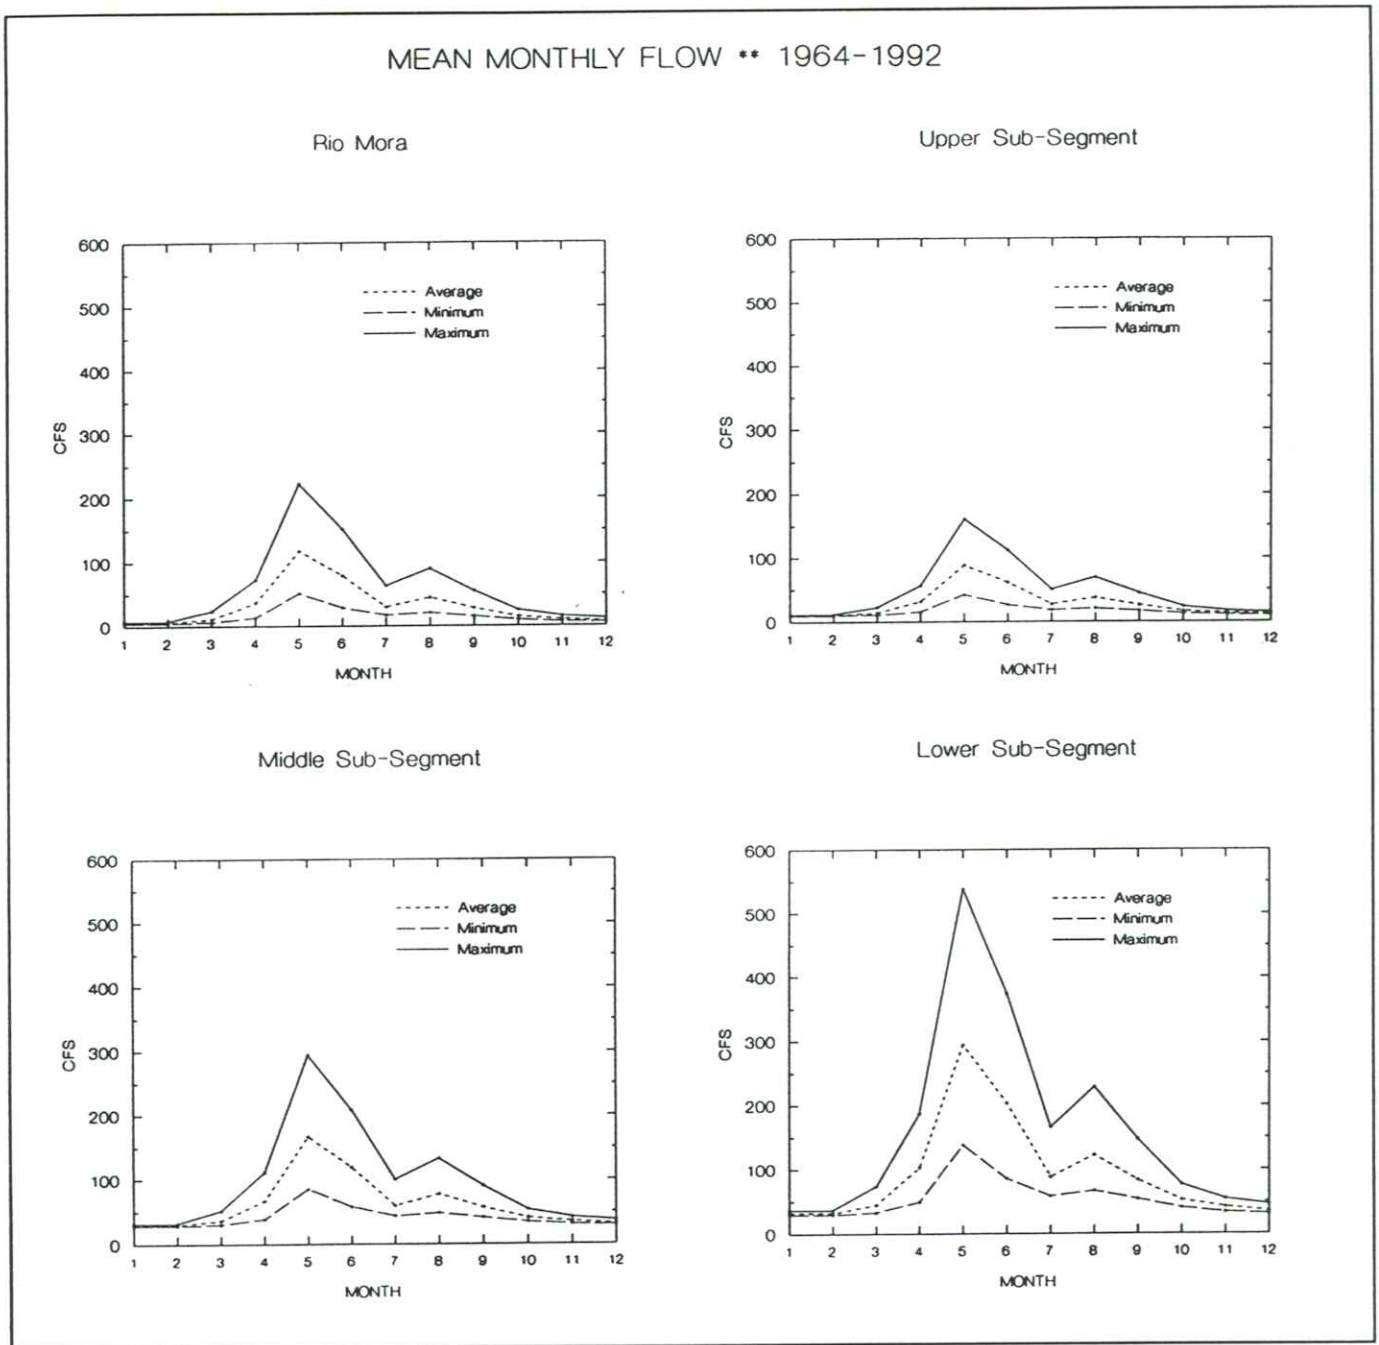 MEAN MONTHLY FLOW ** 1964-1992
Rio Mora
600
500
400
300
200
100
0
CFS
Average
Minimum
Maximum
1 2 3 4 5 6 7 8 9 10 11 12
MONTH
Upper Sub-Segment
600
500
400
300
200
100
0
CFS
Average
Minimum
Maximum
1 2 3 4 5 6 7 8 9 10 11 12
MONTH
Middle Sub-Segment
600
500
400
300
200
100
0
CFS
Average
Minimum
Maximum
1 2 3 4 5 6 7 8 9 10 11 12
MONTH
Lower Sub-Segment
600
500
400
300
200
100
0
CFS
Average
Minimum
Maximum
1 2 3 4 5 6 7 8 9 10 11 12
MONTH